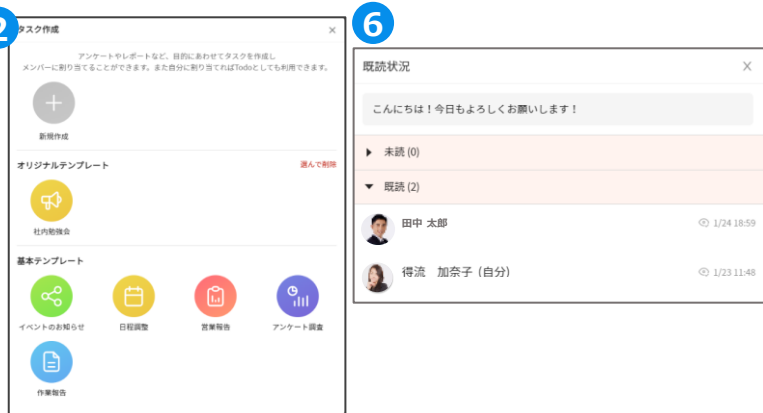 2
タスク作成
×
アンケートやレポートなど、目的にあわせてタスクを作成し
メンバーに割り当てることができます。また自分に割り当てればTodoとしても利用できます。
新規作成
オリジナルテンプレート 選んで削除
社内勉強会
基本テンプレート
イベントのお知らせ 日程調整 営業報告 アンケート調査
作業報告
6
既読状況
×
こんにちは！今日もよろしくお願いします！
▶ 未読 (0)
▼ 既読 (2)
田中 太郎 1/24 18:59
得流 加奈子 (自分) 1/23 11:48